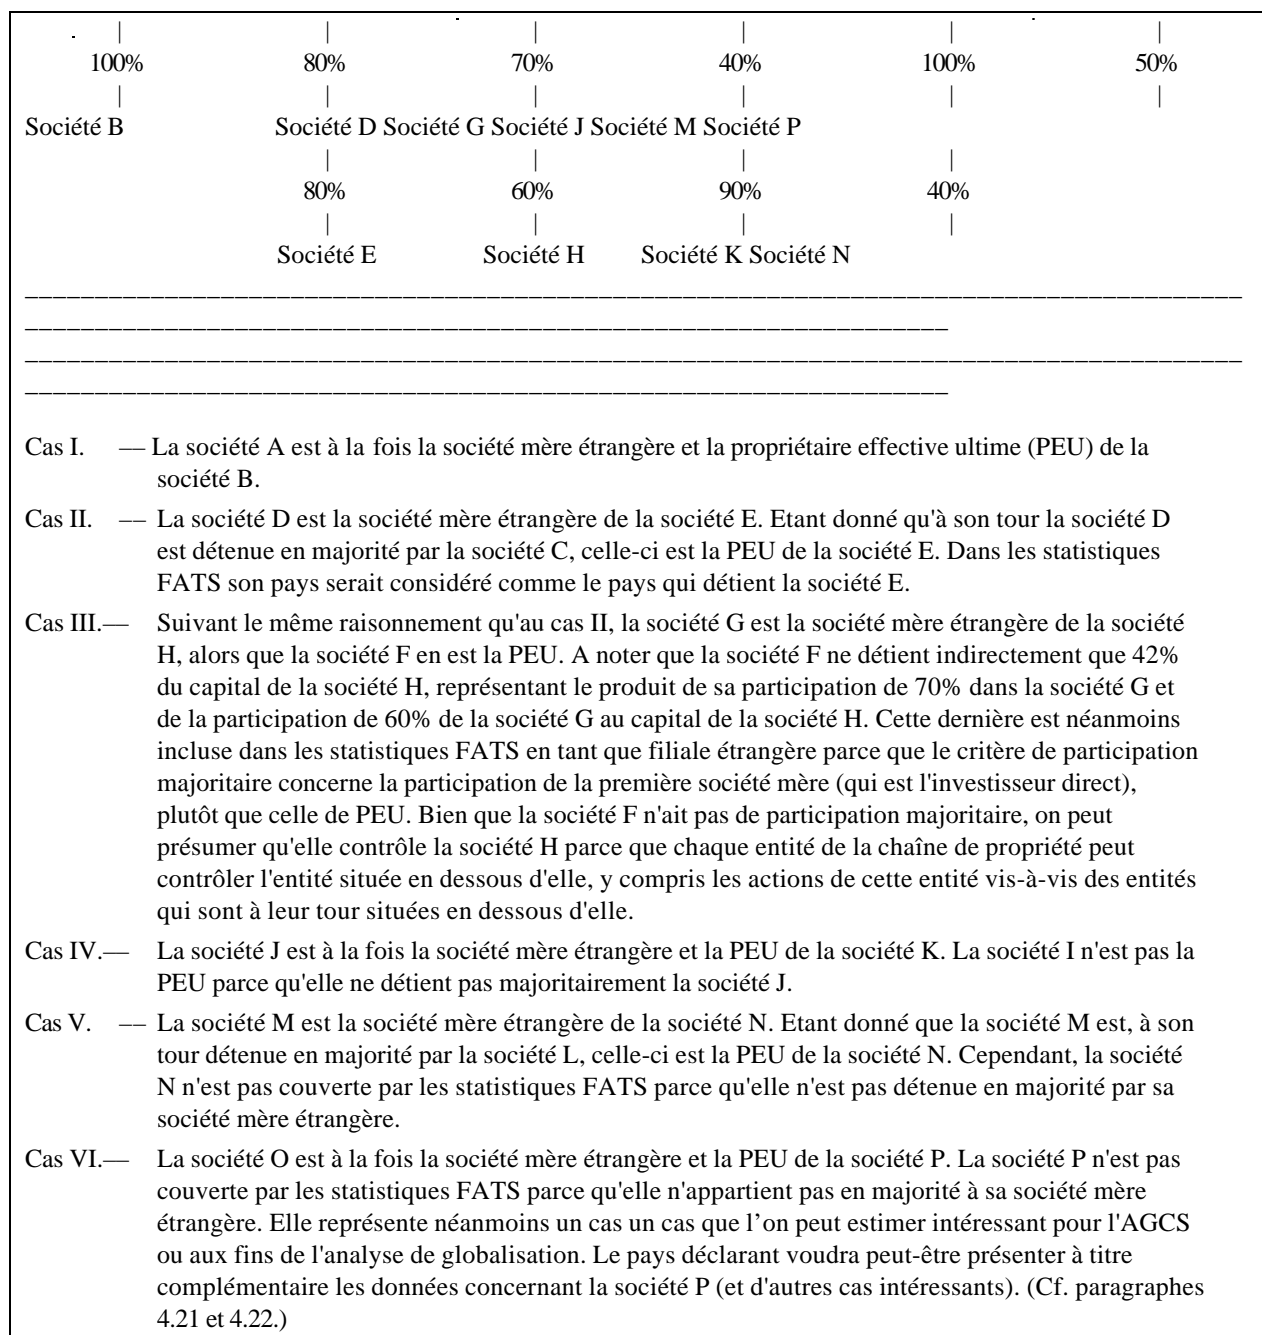 | | | | | |
100% 80% 70% 40% 100% 50%
| | | | | |
Société B Société D Société G Société J Société M Société P
| | | |
80% 60% 90% 40%
| | | |
Société E Société H Société K Société N
Cas I. — La société A est à la fois la société mère étrangère et la propriétaire effective ultime (PEU) de la
société B.
Cas II. — La société D est la société mère étrangère de la société E. Etant donné qu'à son tour la société D
est détenue en majorité par la société C, celle-ci est la PEU de la société E. Dans les statistiques
FATS son pays serait considéré comme le pays qui détient la société E.
Cas III.— Suivant le même raisonnement qu'au cas II, la société G est la société mère étrangère de la société
H, alors que la société F en est la PEU. A noter que la société F ne détient indirectement que 42%
du capital de la société H, représentant le produit de sa participation de 70% dans la société G et
de la participation de 60% de la société G au capital de la société H. Cette dernière est néanmoins
incluse dans les statistiques FATS en tant que filiale étrangère parce que le critère de participation
majoritaire concerne la participation de la première société mère (qui est l'investisseur direct),
plutôt que celle de PEU. Bien que la société F n'ait pas de participation majoritaire, on peut
présumer qu'elle contrôle la société H parce que chaque entité de la chaîne de propriété peut
contrôler l'entité située en dessous d'elle, y compris les actions de cette entité vis-à-vis des entités
qui sont à leur tour situées en dessous d'elle.
Cas IV.— La société J est à la fois la société mère étrangère et la PEU de la société K. La société I n'est pas la
PEU parce qu'elle ne détient pas majoritairement la société J.
Cas V. — La société M est la société mère étrangère de la société N. Etant donné que la société M est, à son
tour détenue en majorité par la société L, celle-ci est la PEU de la société N. Cependant, la société
N n'est pas couverte par les statistiques FATS parce qu'elle n'est pas détenue en majorité par sa
société mère étrangère.
Cas VI.— La société O est à la fois la société mère étrangère et la PEU de la société P. La société P n'est pas
couverte par les statistiques FATS parce qu'elle n'appartient pas en majorité à sa société mère
étrangère. Elle représente néanmoins un cas un cas que l’on peut estimer intéressant pour l'AGCS
ou aux fins de l'analyse de globalisation. Le pays déclarant voudra peut-être présenter à titre
complémentaire les données concernant la société P (et d'autres cas intéressants). (Cf. paragraphes
4.21 et 4.22.)